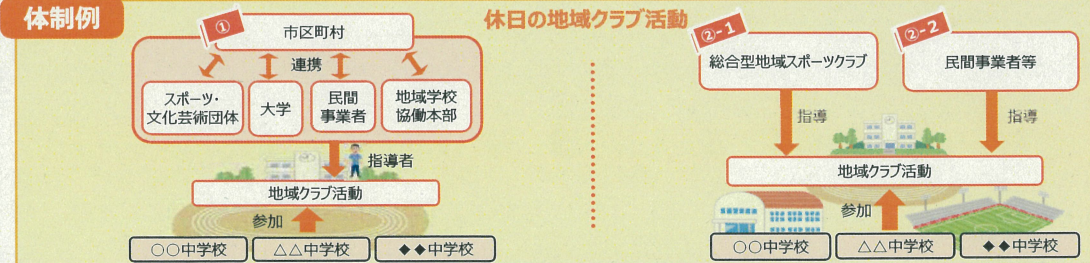 体制例
休日の地域クラブ活動
①
市区町村
連携
スポーツ・
文化芸術団体
大学
民間
事業者
地域学校
協働本部
指導者
地域クラブ活動
参加
○○中学校
△△中学校
◆◆中学校
②-1
総合型地域スポーツクラブ
②-2
民間事業者等
指導
指導
地域クラブ活動
参加
○○中学校
△△中学校
◆◆中学校